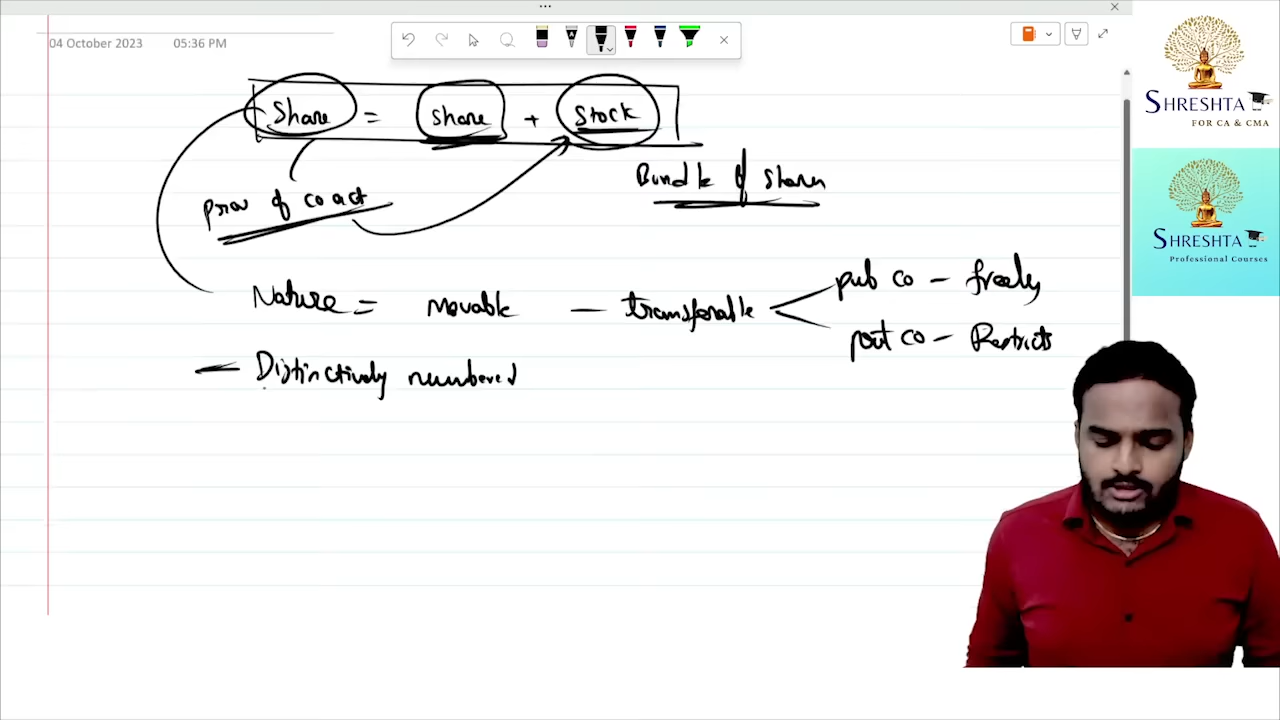 04 October 2023 05:36 PM
Share = share + Stock
Bundle of shares
prov of co act
Nature = movable — transferable
pub co — freely
pvt co — Restricts
— Distinctively numbered
SHRESHTA
FOR CA & CMA
SHRESHTA
Professional Courses